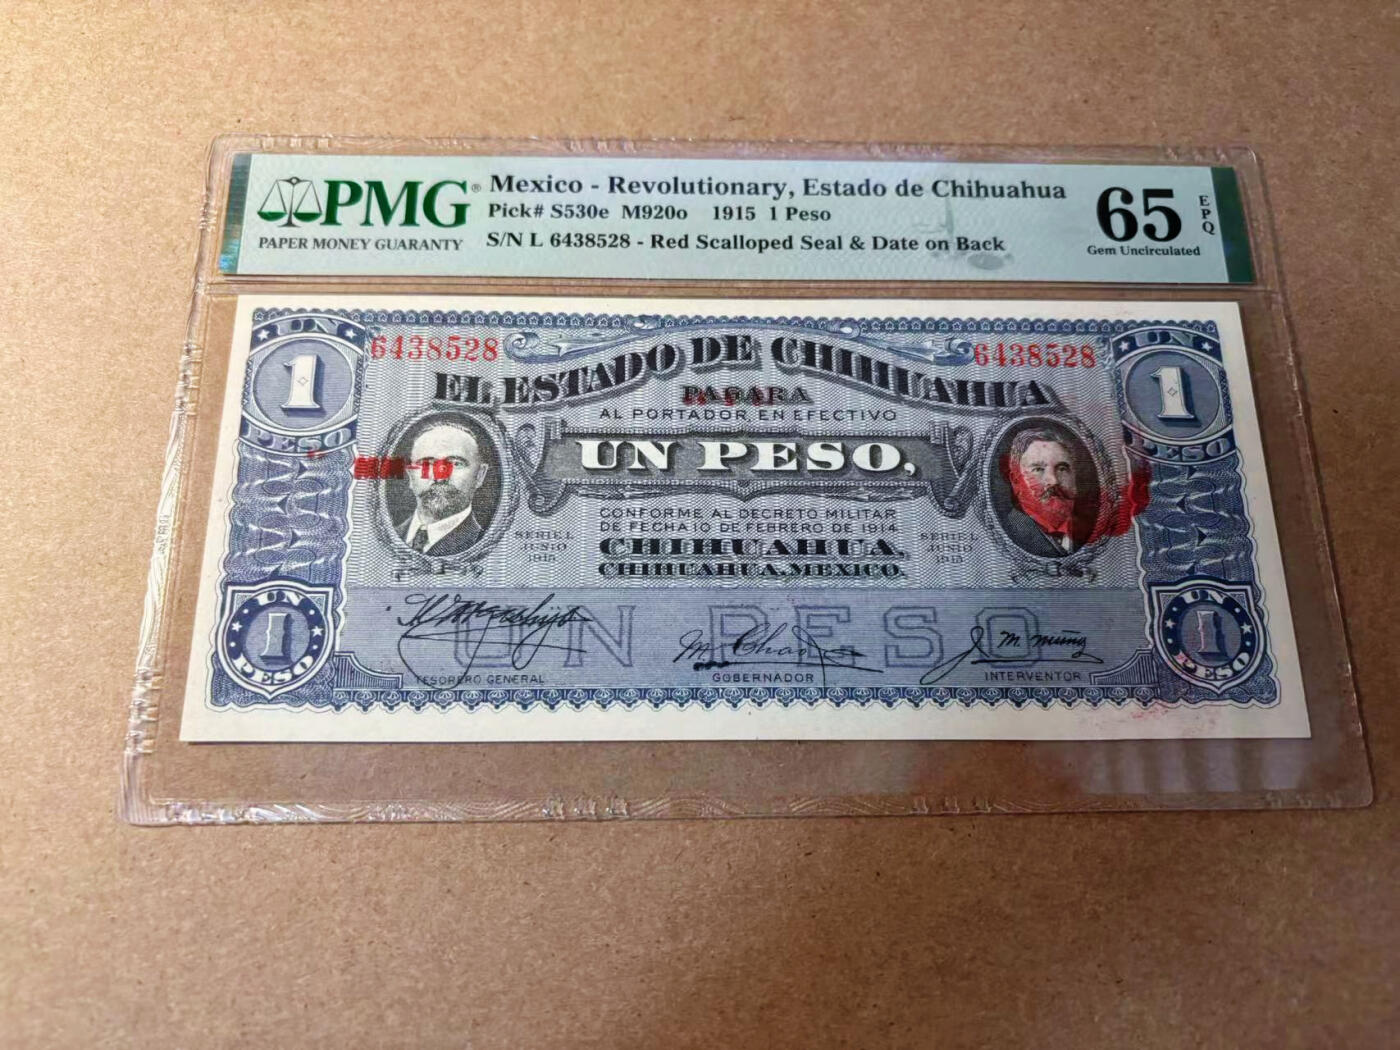 PMG®
PAPER MONEY GUARANTY
Mexico - Revolutionary, Estado de Chihuahua
Pick# S530e M920o 1915 1 Peso
S/N L 6438528 - Red Scalloped Seal & Date on Back
65
EPQ
Gem Uncirculated
UN
1
PESO
6438528
6438528
UN
1
PESO
EL ESTADO DE CHIHUAHUA
PAGARA
AL PORTADOR EN EFECTIVO
UN PESO,
CONFORME AL DECRETO MILITAR
DE FECHA 10 DE FEBRERO DE 1914
CHIHUAHUA,
CHIHUAHUA, MEXICO.
SERIE L
JUNIO
1915
SERIE L
JUNIO
1915
UN
1
PESO
UN PESO
TESORERO GENERAL
GOBERNADOR
INTERVENTOR
UN
1
PESO